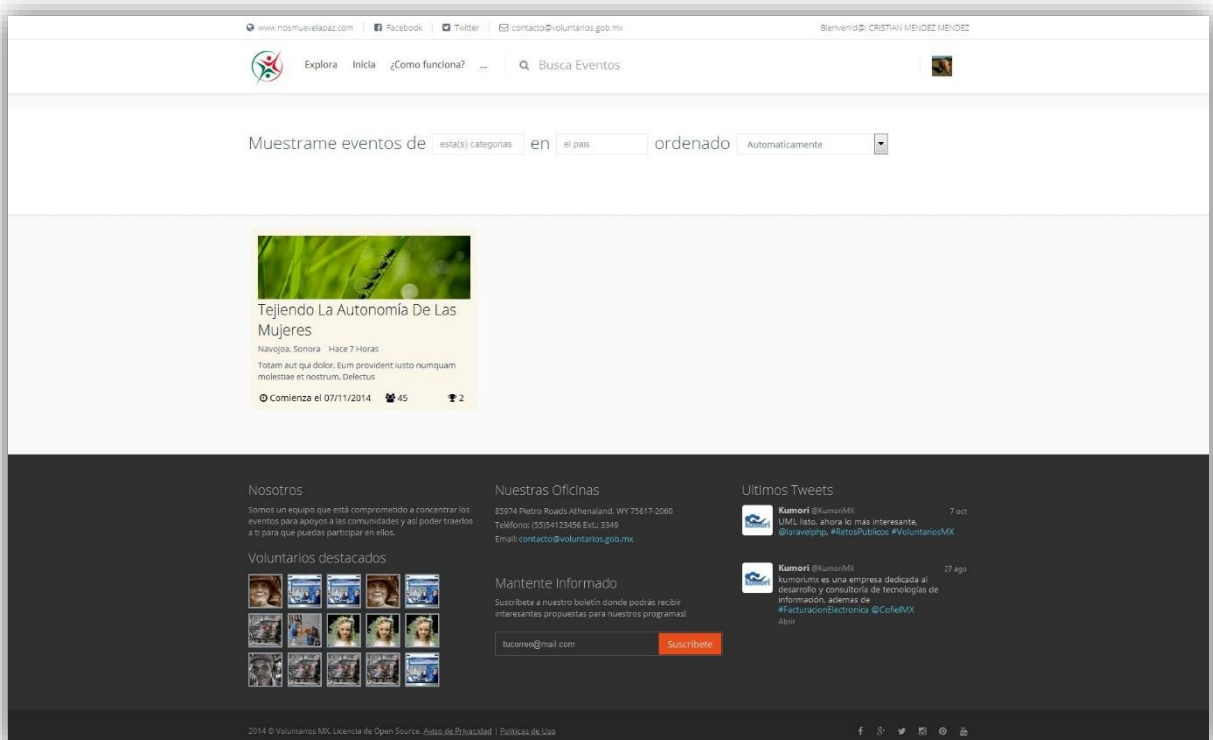 www.nosmuevelapaz.com Facebook Twitter contacto@voluntarios.gob.mx Bienvenid@: CRISTIAN MENDEZ MENDEZ
Explora Inicia ¿Como funciona? ... Busca Eventos
Muestrame eventos de esta(s) categorias en el pais ordenado Automaticamente
Tejiendo La Autonomía De Las
Mujeres
Navojoa, Sonora Hace 7 Horas
Totam aut qui dolor. Eum provident iusto numquam
molestiae et nostrum. Delectus
Comienza el 07/11/2014 45 2
Nosotros
Somos un equipo que está comprometido a concentrar los
eventos para apoyos a las comunidades y así poder traerlos
a ti para que puedas participar en ellos.
Voluntarios destacados
Nuestras Oficinas
85974 Pietro Roads Athenaland, WY 75617-2060
Teléfono: (55)54123456 Ext.: 3349
Email: contacto@voluntarios.gob.mx
Mantente Informado
Suscribete a nuestro boletín donde podrás recibir
interesantes propuestas para nuestros programas!
tucorreo@mail.com Suscribete
Ultimos Tweets
kumori
Kumori @KumoriMX 7 oct
UML listo, ahora lo más interesante,
@laravelphp, #RetosPublicos #VoluntariosMX
kumori
Kumori @KumoriMX 27 ago
kumori.mx es una empresa dedicada al
desarrollo y consultoría de tecnologías de
información, ademas de
#FacturacionElectronica @CofielMX
Abrir
2014 © Voluntarios MX. Licencia de Open Source. Aviso de Privacidad | Políticas de Uso